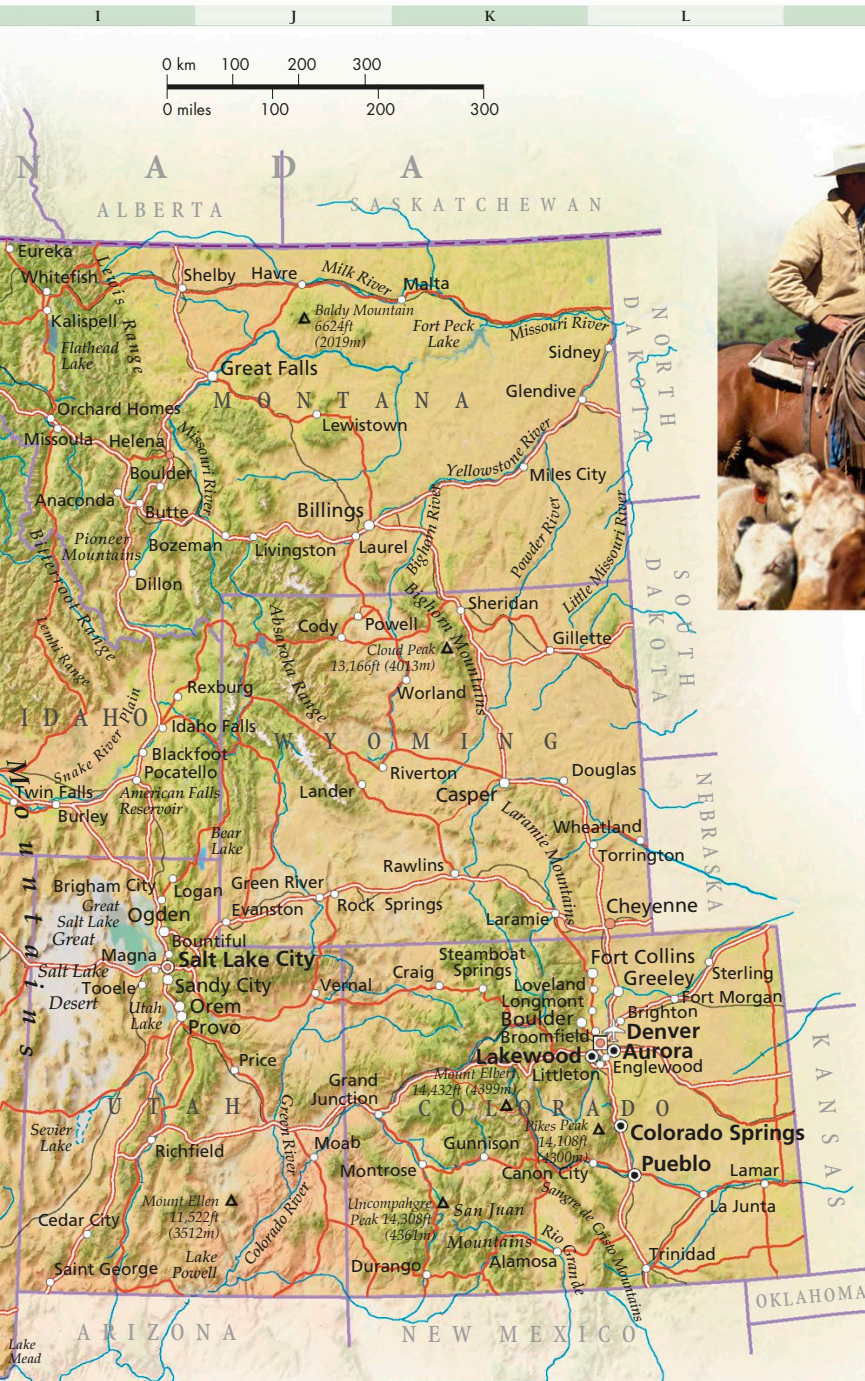 I J K L
0 km 100 200 300
0 miles 100 200 300
N A D A
ALBERTA
SASKATCHEWAN
Eureka
Whitefish
Lewis Range
Shelby
Havre
Milk River
Malta
Kalispell
Flathead
Lake
Baldy Mountain
6624ft
(2019m)
Fort Peck
Lake
Missouri River
Sidney
NORTH
DAKOTA
Great Falls
MONTANA
Glendive
Orchard Homes
Missoula
Helena
Missouri River
Lewistown
Boulder
Yellowstone River
Miles City
Anaconda
Butte
Billings
Bighorn River
Powder River
Little Missouri River
Pioneer
Mountains
Bozeman
Livingston
Laurel
Bitterroot Range
Dillon
SOUTH
DAKOTA
Lemhi Range
Absaroka Range
Cody
Powell
Bighorn Mountains
Sheridan
Cloud Peak
13,166ft (4013m)
Gillette
Worland
Rexburg
IDAHO
Snake River Plain
Idaho Falls
WYOMING
Blackfoot
Pocatello
Riverton
Douglas
Twin Falls
American Falls
Reservoir
Lander
Casper
Burley
Mountains
Bear
Lake
Laramie Mountains
Wheatland
Torrington
NEBRASKA
Brigham City
Logan
Green River
Rawlins
Great
Salt Lake
Ogden
Evanston
Rock Springs
Laramie
Cheyenne
Great
Salt Lake
Desert
Bountiful
Magna
Salt Lake City
Steamboat
Springs
Fort Collins
Tooele
Sandy City
Vernal
Craig
Loveland
Greeley
Sterling
Utah
Lake
Orem
Longmont
Fort Morgan
Provo
Boulder
Brighton
Broomfield
Denver
Lakewood
Aurora
Price
Littleton
Englewood
Mount Elbert
14,432ft (4399m)
Grand
Junction
UTAH
Green River
COLORADO
KANSAS
Sevier
Lake
Pikes Peak
14,108ft
(4300m)
Colorado Springs
Richfield
Moab
Gunnison
Montrose
Canon City
Pueblo
Lamar
Mount Ellen
11,522ft
(3512m)
Colorado River
Uncompahgre
Peak 14,308ft
(4361m)
San Juan
Mountains
Sangre de Cristo Mountains
La Junta
Cedar City
Rio Grande
Lake
Powell
Saint George
Durango
Alamosa
Trinidad
OKLAHOMA
ARIZONA
NEW MEXICO
Lake
Mead